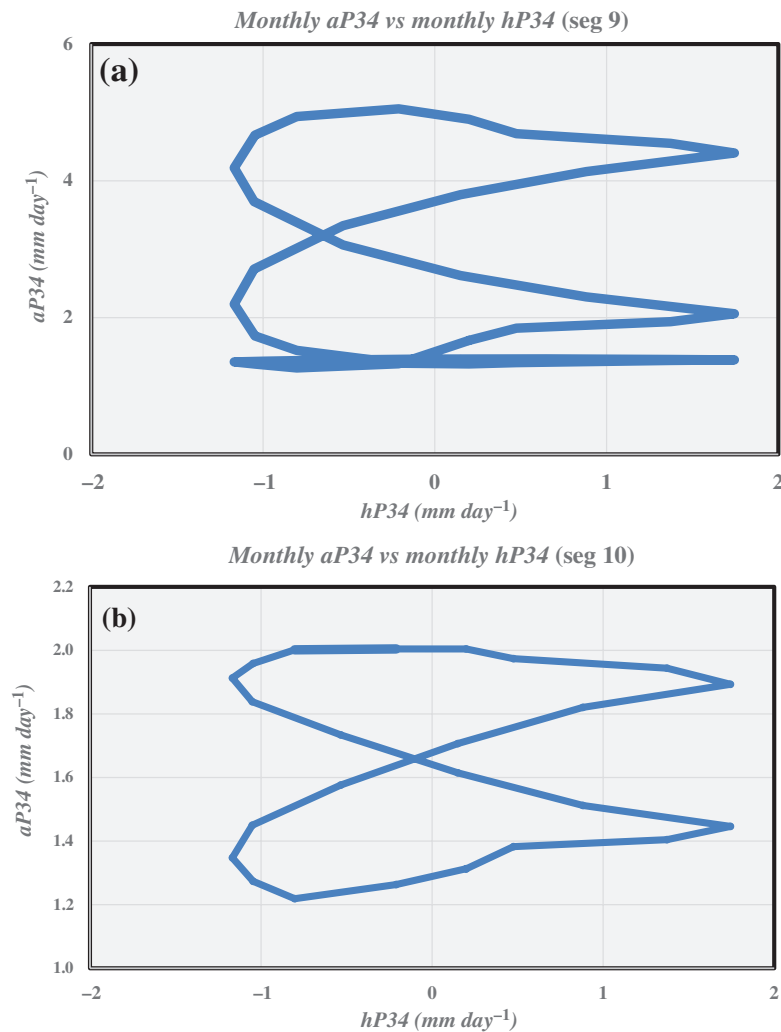 Monthly aP34 vs monthly hP34 (seg 9)
(a)
6
4
2
0
aP34 (mm day⁻¹)
−2
−1
0
1
2
hP34 (mm day⁻¹)
Monthly aP34 vs monthly hP34 (seg 10)
(b)
2.2
2.0
1.8
1.6
1.4
1.2
1.0
aP34 (mm day⁻¹)
−2
−1
0
1
2
hP34 (mm day⁻¹)